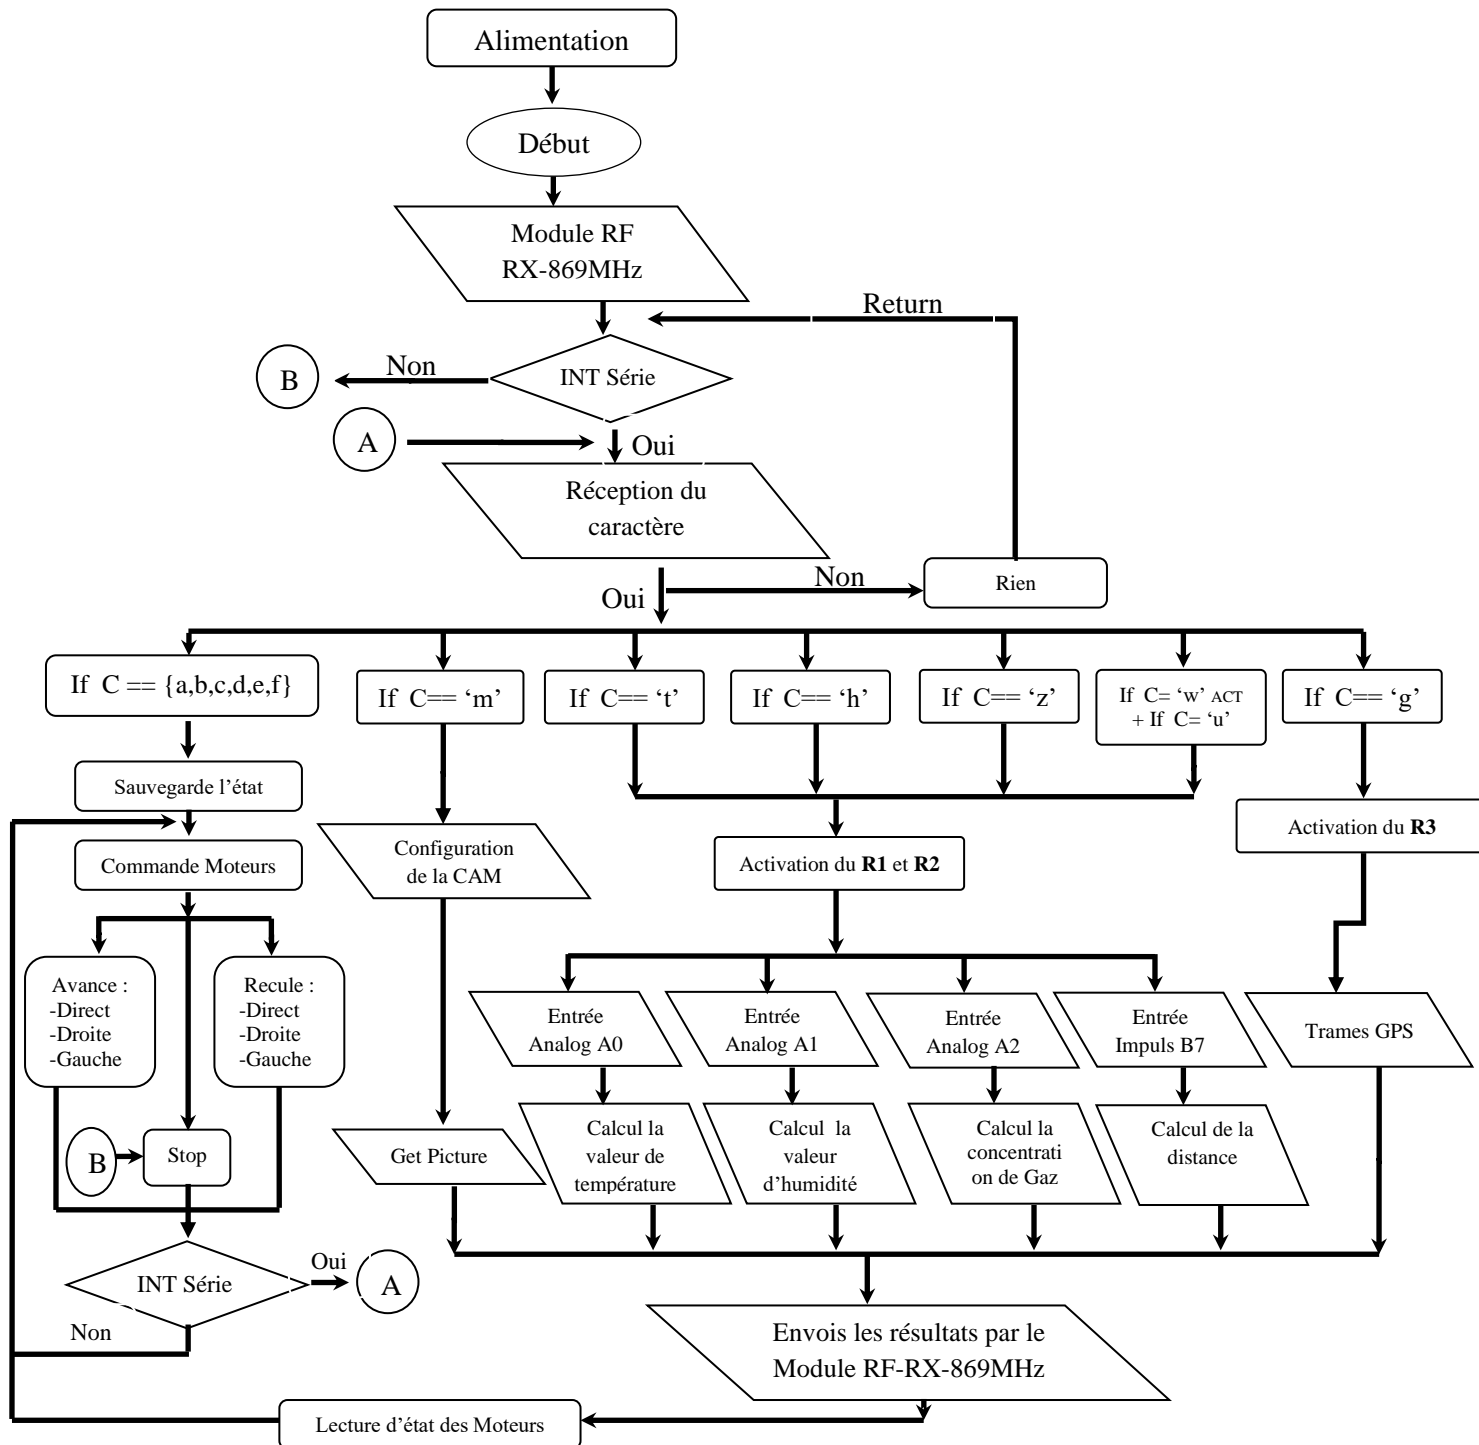 Alimentation
Début
Module RF
RX-869MHz
Return
INT Série
Non
B
A
Oui
Réception du
caractère
Non
Rien
Oui
If C == {a,b,c,d,e,f}
If C== ‘m’
If C== ‘t’
If C== ‘h’
If C== ‘z’
If C= ‘w’ ACT
+ If C= ‘u’
If C== ‘g’
Sauvegarde l’état
Commande Moteurs
Configuration
de la CAM
Activation du R1 et R2
Activation du R3
Avance :
-Direct
-Droite
-Gauche
Recule :
-Direct
-Droite
-Gauche
Entrée
Analog A0
Entrée
Analog A1
Entrée
Analog A2
Entrée
Impuls B7
Trames GPS
B
Stop
Get Picture
Calcul la
valeur de
température
Calcul la
valeur
d’humidité
Calcul la
concentrati
on de Gaz
Calcul de la
distance
INT Série
Oui
A
Non
Envois les résultats par le
Module RF-RX-869MHz
Lecture d’état des Moteurs